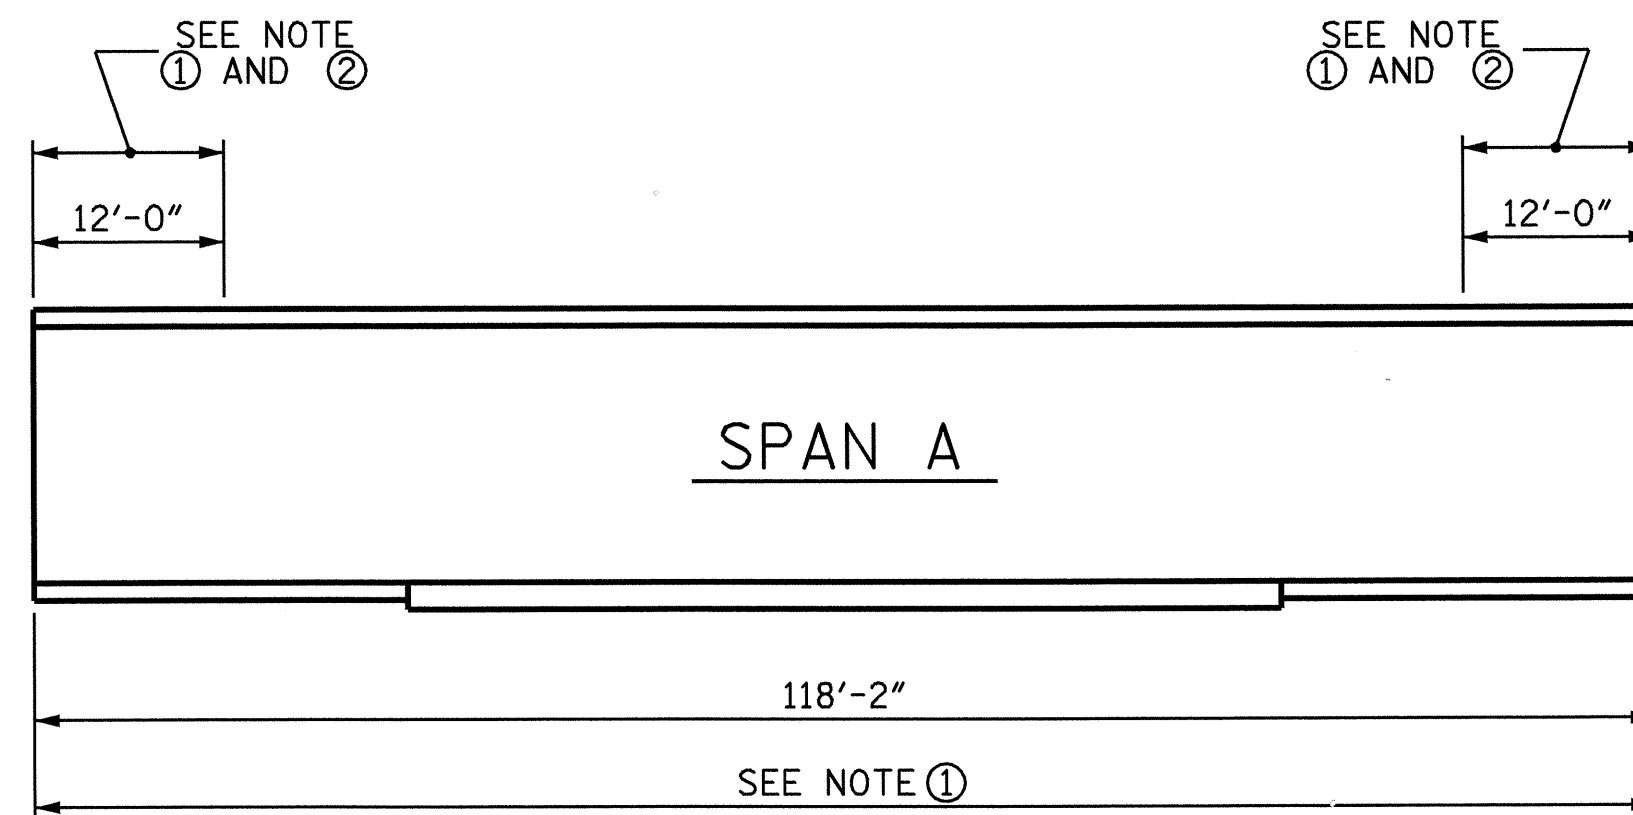 SEE NOTE
① AND ②
SEE NOTE
① AND ②
12'-0"
12'-0"
SPAN A
118'-2"
SEE NOTE ①